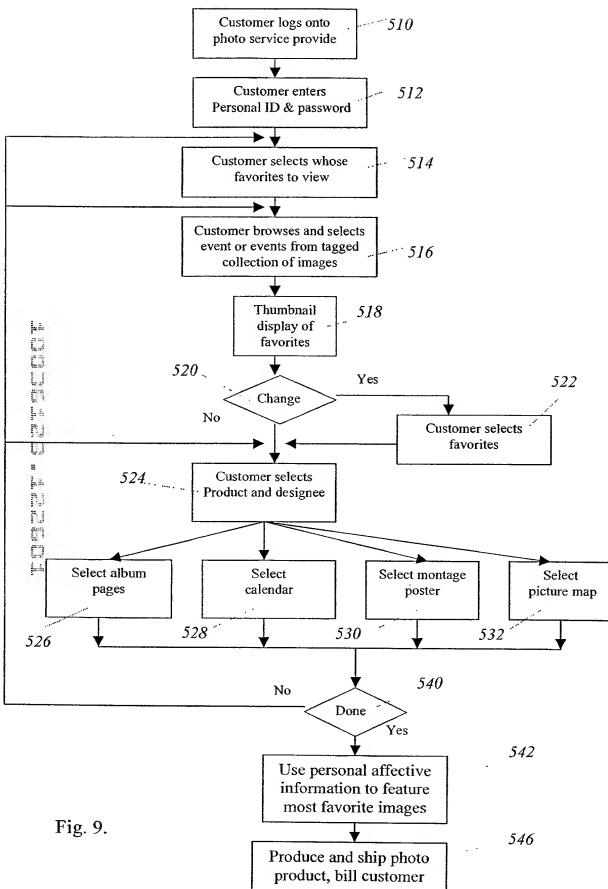 Customer logs onto
photo service provide
510
Customer enters
Personal ID & password
512
Customer selects whose
favorites to view
514
Customer browses and selects
event or events from tagged
collection of images
516
Thumbnail
display of
favorites
518
520
Change
Yes
No
522
Customer selects
favorites
524
Customer selects
Product and designee
Select album
pages
526
Select
calendar
528
Select montage
poster
530
Select
picture map
532
No
Done
540
Yes
542
Use personal affective
information to feature
most favorite images
Fig. 9.
546
Produce and ship photo
product, bill customer